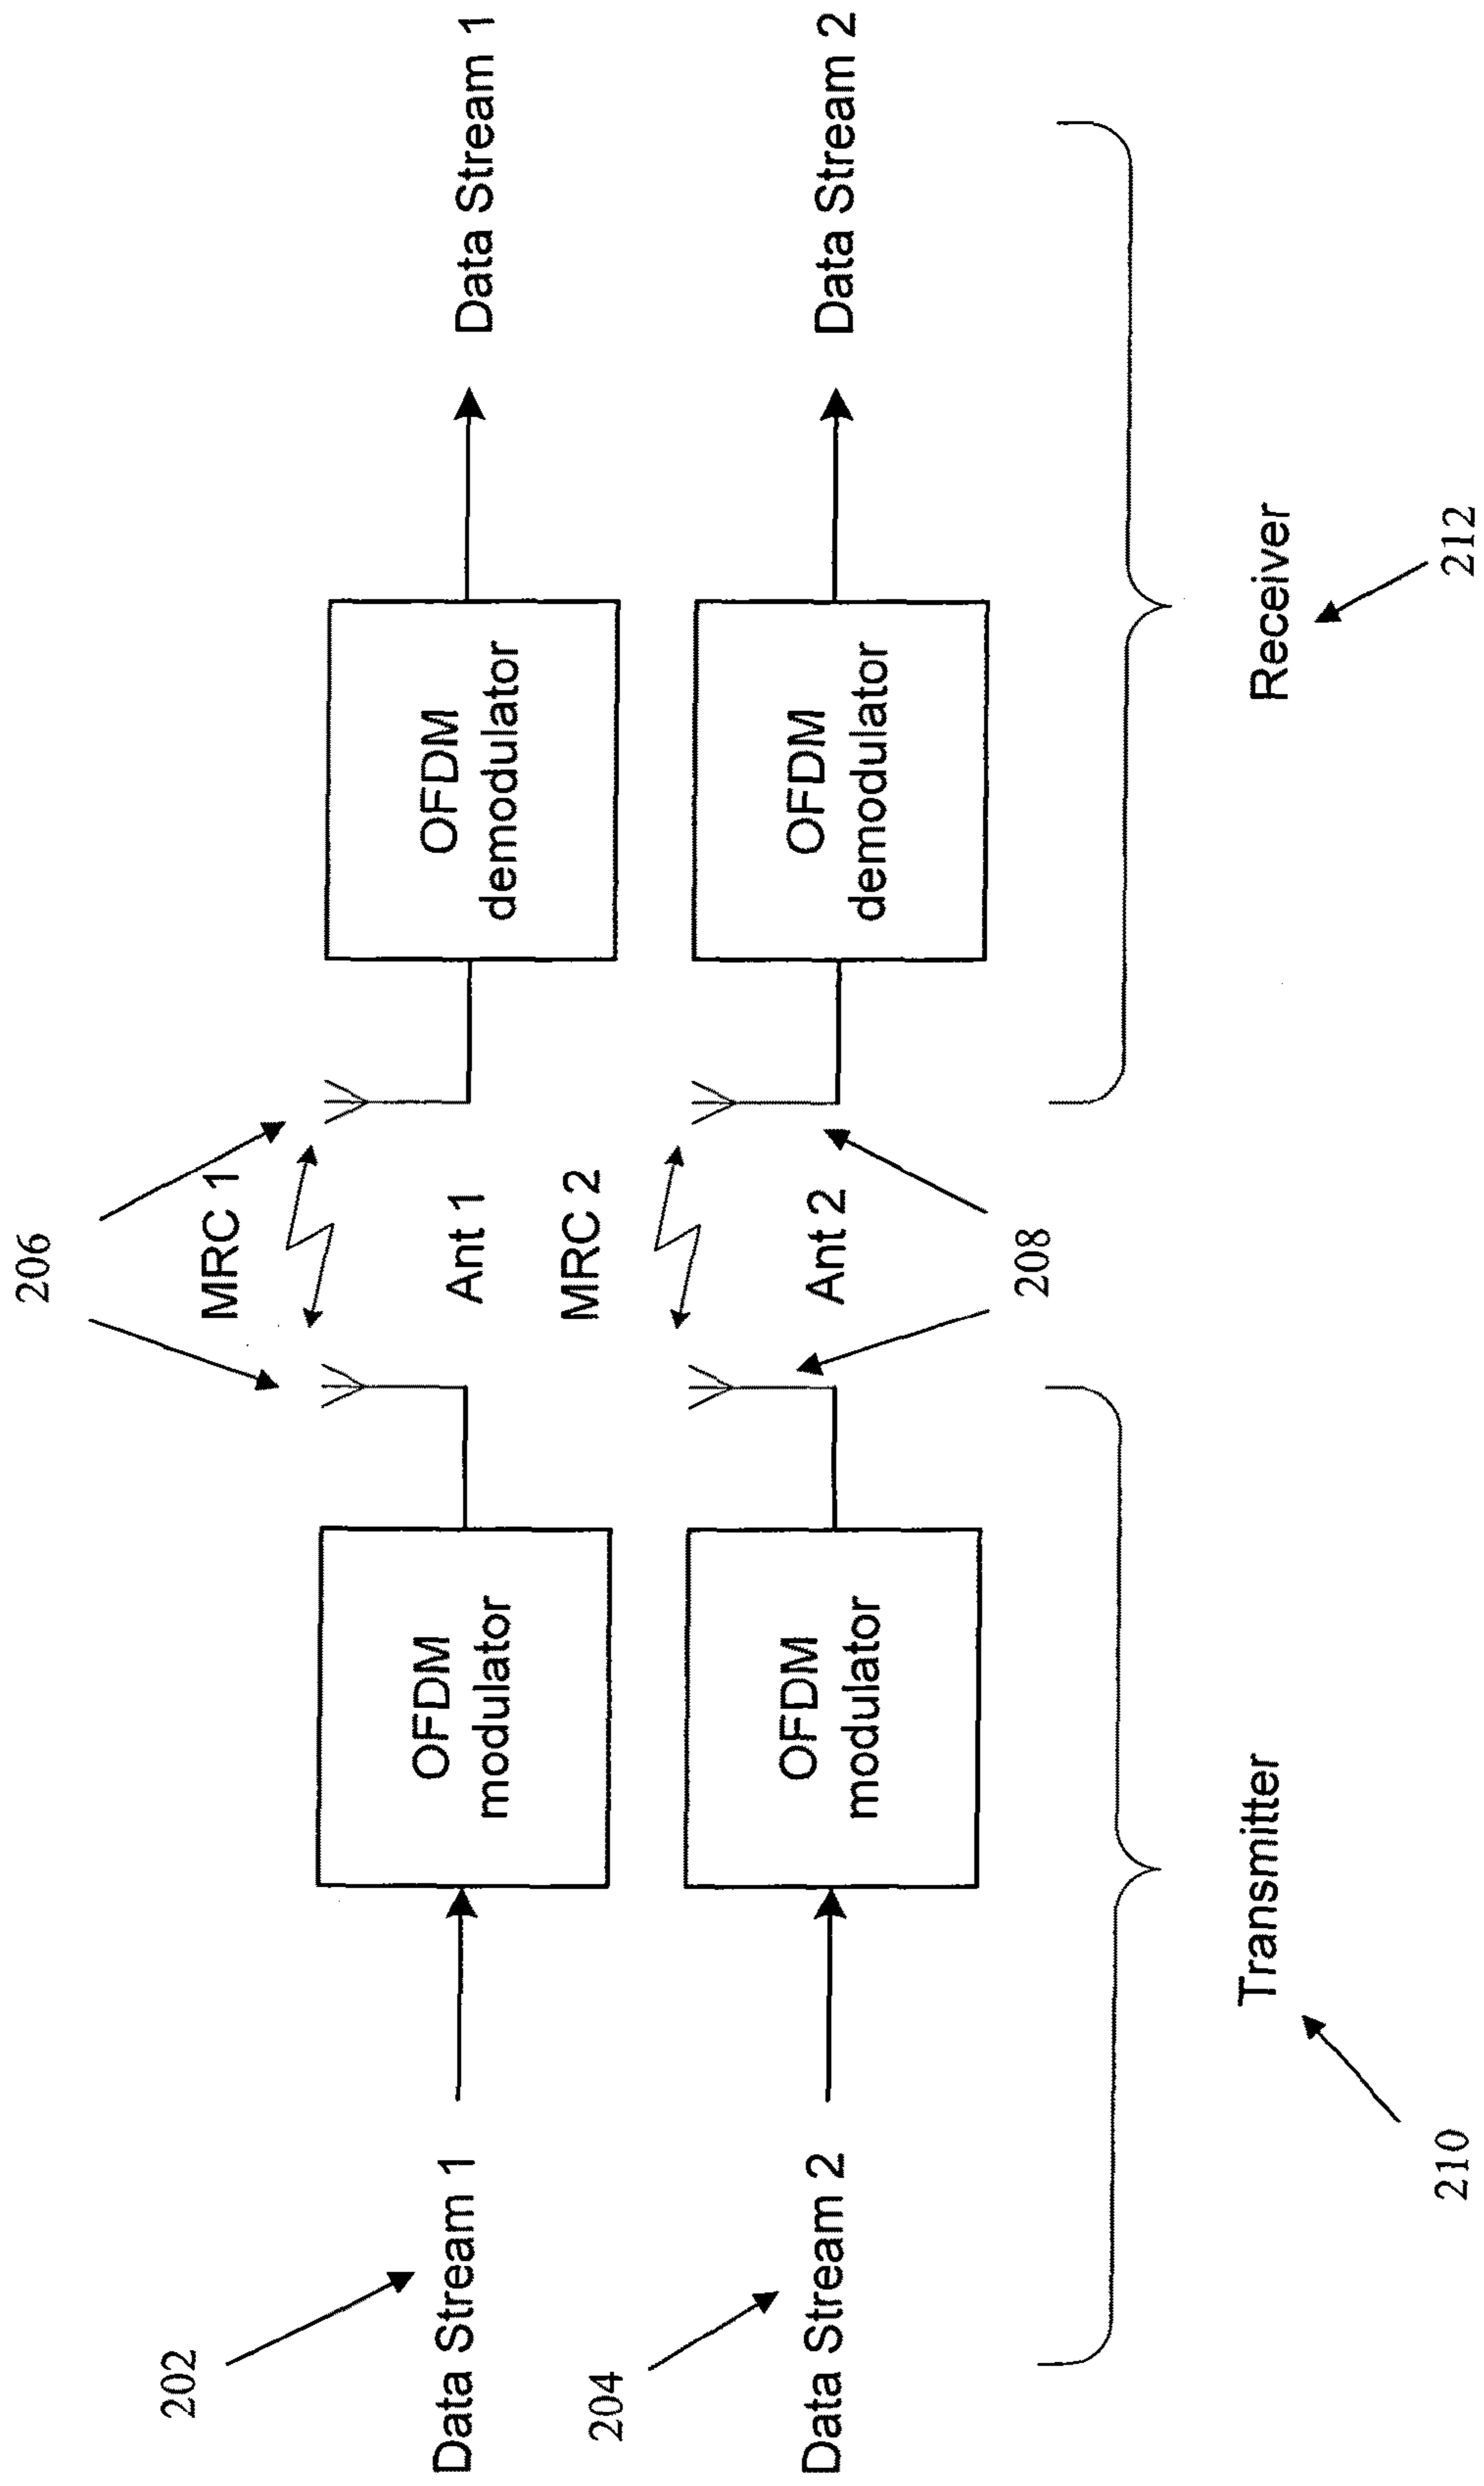 206
202
MRC 1
Data Stream 1
OFDM
modulator
Ant 1
OFDM
demodulator
Data Stream 1
204
MRC 2
Data Stream 2
OFDM
modulator
Ant 2
OFDM
demodulator
Data Stream 2
208
Transmitter
Receiver
210
212